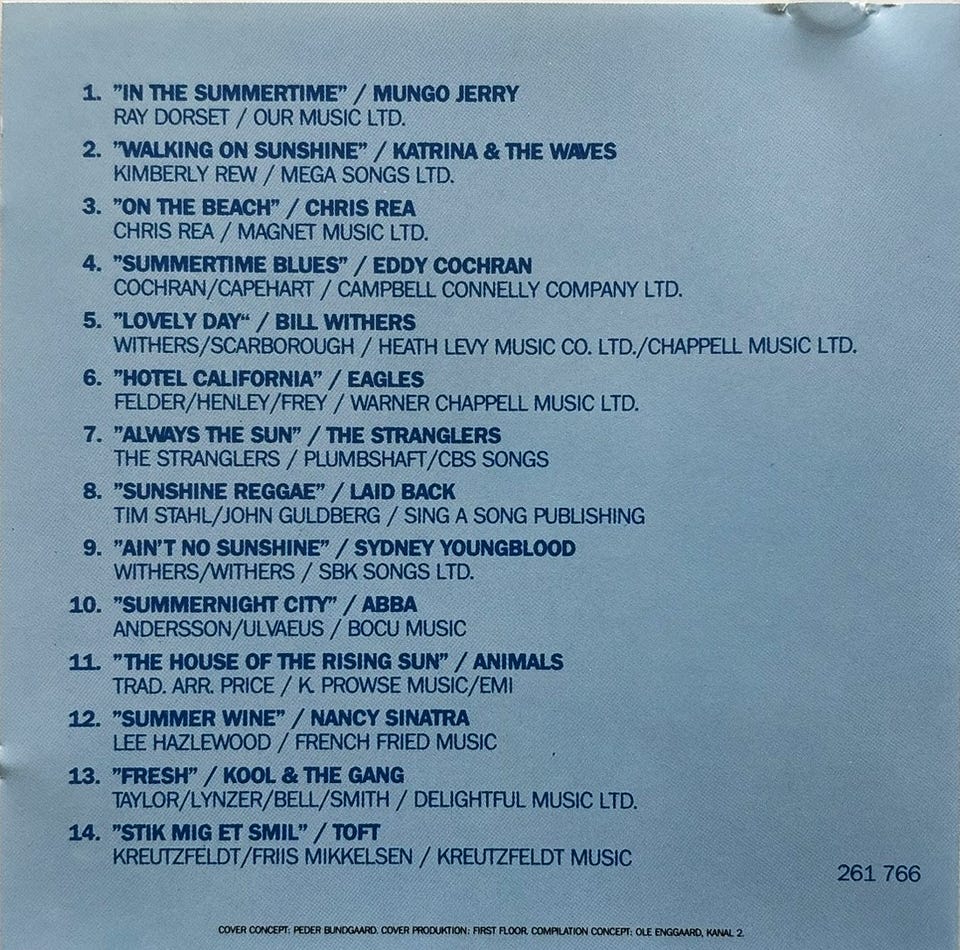 1. ”IN THE SUMMERTIME” / MUNGO JERRY
RAY DORSET / OUR MUSIC LTD.
2. ”WALKING ON SUNSHINE” / KATRINA & THE WAVES
KIMBERLY REW / MEGA SONGS LTD.
3. ”ON THE BEACH” / CHRIS REA
CHRIS REA / MAGNET MUSIC LTD.
4. ”SUMMERTIME BLUES” / EDDY COCHRAN
COCHRAN/CAPEHART / CAMPBELL CONNELLY COMPANY LTD.
5. ”LOVELY DAY“ / BILL WITHERS
WITHERS/SCARBOROUGH / HEATH LEVY MUSIC CO. LTD./CHAPPELL MUSIC LTD.
6. ”HOTEL CALIFORNIA” / EAGLES
FELDER/HENLEY/FREY / WARNER CHAPPELL MUSIC LTD.
7. ”ALWAYS THE SUN” / THE STRANGLERS
THE STRANGLERS / PLUMBSHAFT/CBS SONGS
8. ”SUNSHINE REGGAE” / LAID BACK
TIM STAHL/JOHN GULDBERG / SING A SONG PUBLISHING
9. ”AIN’T NO SUNSHINE” / SYDNEY YOUNGBLOOD
WITHERS/WITHERS / SBK SONGS LTD.
10. ”SUMMERNIGHT CITY” / ABBA
ANDERSSON/ULVAEUS / BOCU MUSIC
11. ”THE HOUSE OF THE RISING SUN” / ANIMALS
TRAD. ARR. PRICE / K. PROWSE MUSIC/EMI
12. ”SUMMER WINE” / NANCY SINATRA
LEE HAZLEWOOD / FRENCH FRIED MUSIC
13. ”FRESH” / KOOL & THE GANG
TAYLOR/LYNZER/BELL/SMITH / DELIGHTFUL MUSIC LTD.
14. ”STIK MIG ET SMIL” / TOFT
KREUTZFELDT/FRIIS MIKKELSEN / KREUTZFELDT MUSIC
261 766
COVER CONCEPT: PEDER BUNDGAARD. COVER PRODUKTION: FIRST FLOOR. COMPILATION CONCEPT: OLE ENGGAARD, KANAL 2.